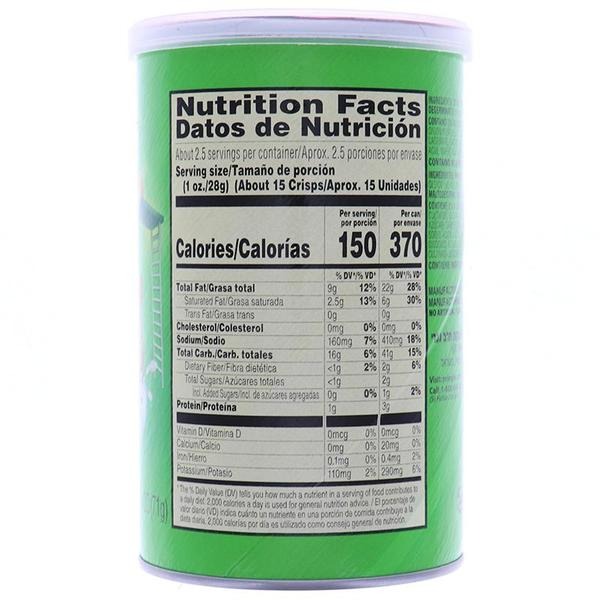 Nutrition Facts
Datos de Nutrición
About 2.5 servings per container/Aprox. 2.5 porciones por envase
Serving size/Tamaño de porción
(1 oz./28g) (About 15 Crisps/Aprox. 15 Unidades)
Per serving/ por porción Per can/ por envase
Calories/Calorías 150 370
% DV*/% VD* % DV*/% VD*
Total Fat/Grasa total 9g 12% 22g 28%
Saturated Fat/Grasa saturada 2.5g 13% 6g 30%
Trans Fat/Grasa trans 0g 0g
Cholesterol/Colesterol 0mg 0% 0mg 0%
Sodium/Sodio 160mg 7% 410mg 18%
Total Carb./Carb. totales 16g 6% 41g 15%
Dietary Fiber/Fibra dietética <1g 2% 2g 6%
Total Sugars/Azúcares totales <1g 2g
Incl. Added Sugars/Incl. de azúcares agregadas 0g 0% 1g 2%
Protein/Proteína 1g 3g
Vitamin D/Vitamina D 0mcg 0% 0mcg 0%
Calcium/Calcio 0mg 0% 20mg 0%
Iron/Hierro 0.1mg 0% 0.4mg 2%
Potassium/Potasio 110mg 2% 290mg 6%
* The % Daily Value (DV) tells you how much a nutrient in a serving of food contributes to
a daily diet. 2,000 calories a day is used for general nutrition advice. / El porcentaje de
valor diario (VD) indica cuánto un nutriente en una porción de comida contribuye a la
dieta diaria. 2,000 calorías por día es utilizado como consejo general de nutrición.
(71g)